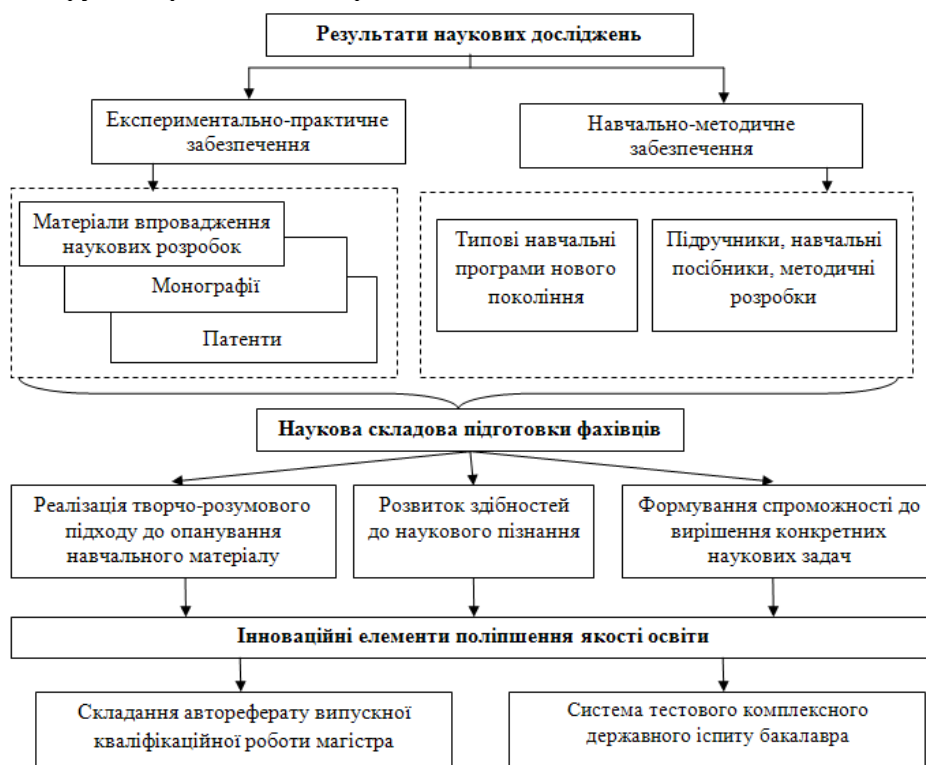 Результати наукових досліджень
Експериментально-практичне
забезпечення
Навчально-методичне
забезпечення
Матеріали впровадження
наукових розробок
Монографії
Патенти
Типові навчальні
програми нового
покоління
Підручники, навчальні
посібники, методичні
розробки
Наукова складова підготовки фахівців
Реалізація творчо-розумового
підходу до опанування
навчального матеріалу
Розвиток здібностей
до наукового пізнання
Формування спроможності до
вирішення конкретних
наукових задач
Інноваційні елементи поліпшення якості освіти
Складання автореферату випускної
кваліфікаційної роботи магістра
Система тестового комплексного
державного іспиту бакалавра